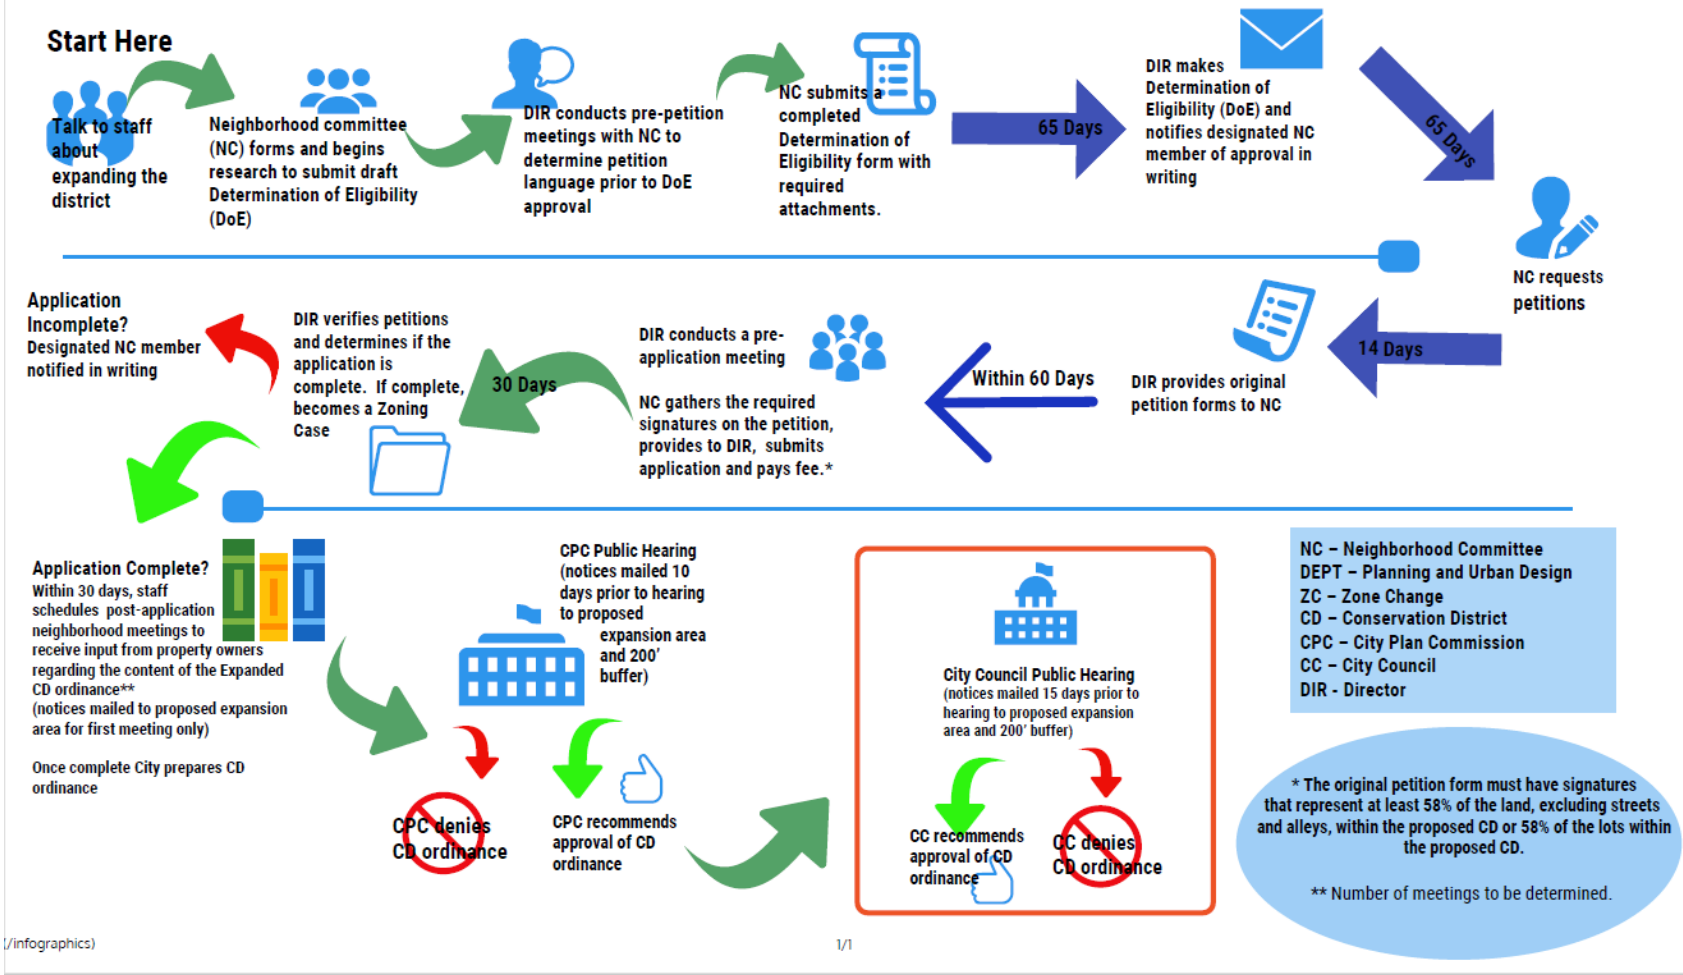 Start Here
Talk to staff
about
expanding the
district
Neighborhood committee
(NC) forms and begins
research to submit draft
Determination of Eligibility
(DoE)
DIR conducts pre-petition
meetings with NC to
determine petition
language prior to DoE
approval
NC submits a
completed
Determination of
Eligibility form with
required
attachments.
65 Days
DIR makes
Determination of
Eligibility (DoE) and
notifies designated NC
member of approval in
writing
65 Days
NC requests
petitions
14 Days
DIR provides original
petition forms to NC
Within 60 Days
DIR conducts a pre-
application meeting
NC gathers the required
signatures on the petition,
provides to DIR, submits
application and pays fee.*
30 Days
DIR verifies petitions
and determines if the
application is
complete. If complete,
becomes a Zoning
Case
Application
Incomplete?
Designated NC member
notified in writing
Application Complete?
Within 30 days, staff
schedules post-application
neighborhood meetings to
receive input from property owners
regarding the content of the Expanded
CD ordinance**
(notices mailed to proposed expansion
area for first meeting only)
Once complete City prepares CD
ordinance
CPC Public Hearing
(notices mailed 10
days prior to hearing
to proposed
expansion area
and 200'
buffer)
CPC denies
CD ordinance
CPC recommends
approval of CD
ordinance
City Council Public Hearing
(notices mailed 15 days prior to
hearing to proposed expansion
area and 200' buffer)
CC recommends
approval of CD
ordinance
CC denies
CD ordinance
NC – Neighborhood Committee
DEPT – Planning and Urban Design
ZC – Zone Change
CD – Conservation District
CPC – City Plan Commission
CC – City Council
DIR - Director
* The original petition form must have signatures
that represent at least 58% of the land, excluding streets
and alleys, within the proposed CD or 58% of the lots within
the proposed CD.
** Number of meetings to be determined.
(/infographics)
1/1